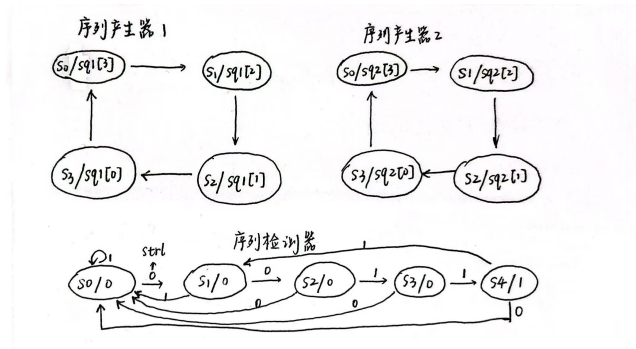 序列产生器1
序列产生器2
S0/sq1[3]
S1/sq1[2]
S0/sq2[3]
S1/sq2[2]
S3/sq1[0]
S2/sq1[1]
S3/sq2[0]
S2/sq2[1]
序列检测器
1
strl
1
S0/0
0
S1/0
0
S2/0
1
S3/0
1
S4/1
1
0
0
0